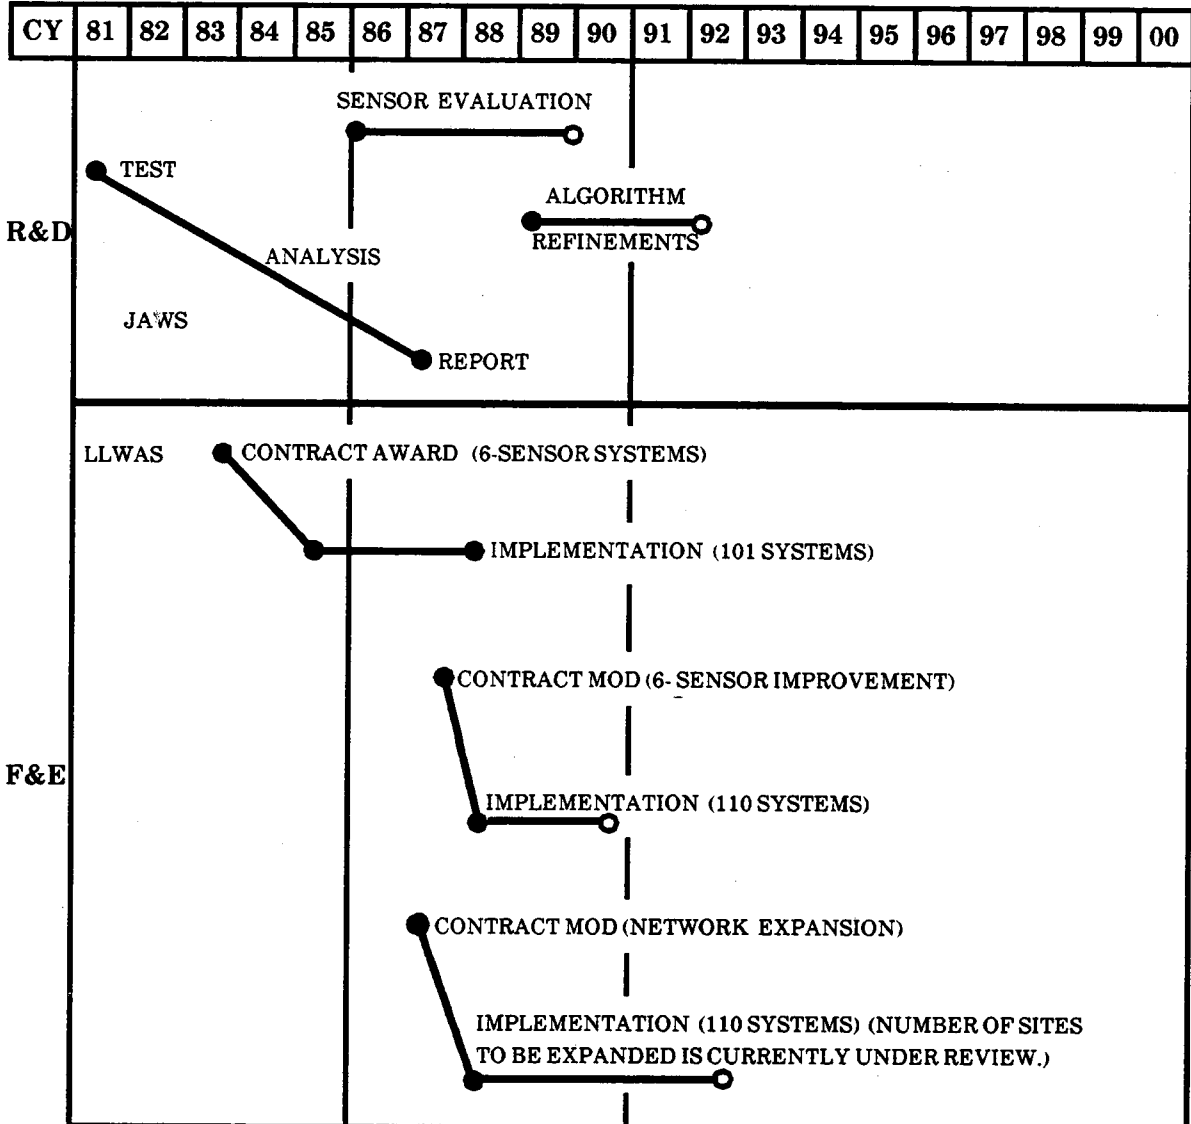 CY 81 82 83 84 85 86 87 88 89 90 91 92 93 94 95 96 97 98 99 00
SENSOR EVALUATION
TEST
ALGORITHM
R&D
REFINEMENTS
ANALYSIS
JAWS
REPORT
LLWAS
CONTRACT AWARD (6-SENSOR SYSTEMS)
IMPLEMENTATION (101 SYSTEMS)
CONTRACT MOD (6- SENSOR IMPROVEMENT)
F&E
IMPLEMENTATION (110 SYSTEMS)
CONTRACT MOD (NETWORK EXPANSION)
IMPLEMENTATION (110 SYSTEMS) (NUMBER OF SITES
TO BE EXPANDED IS CURRENTLY UNDER REVIEW.)